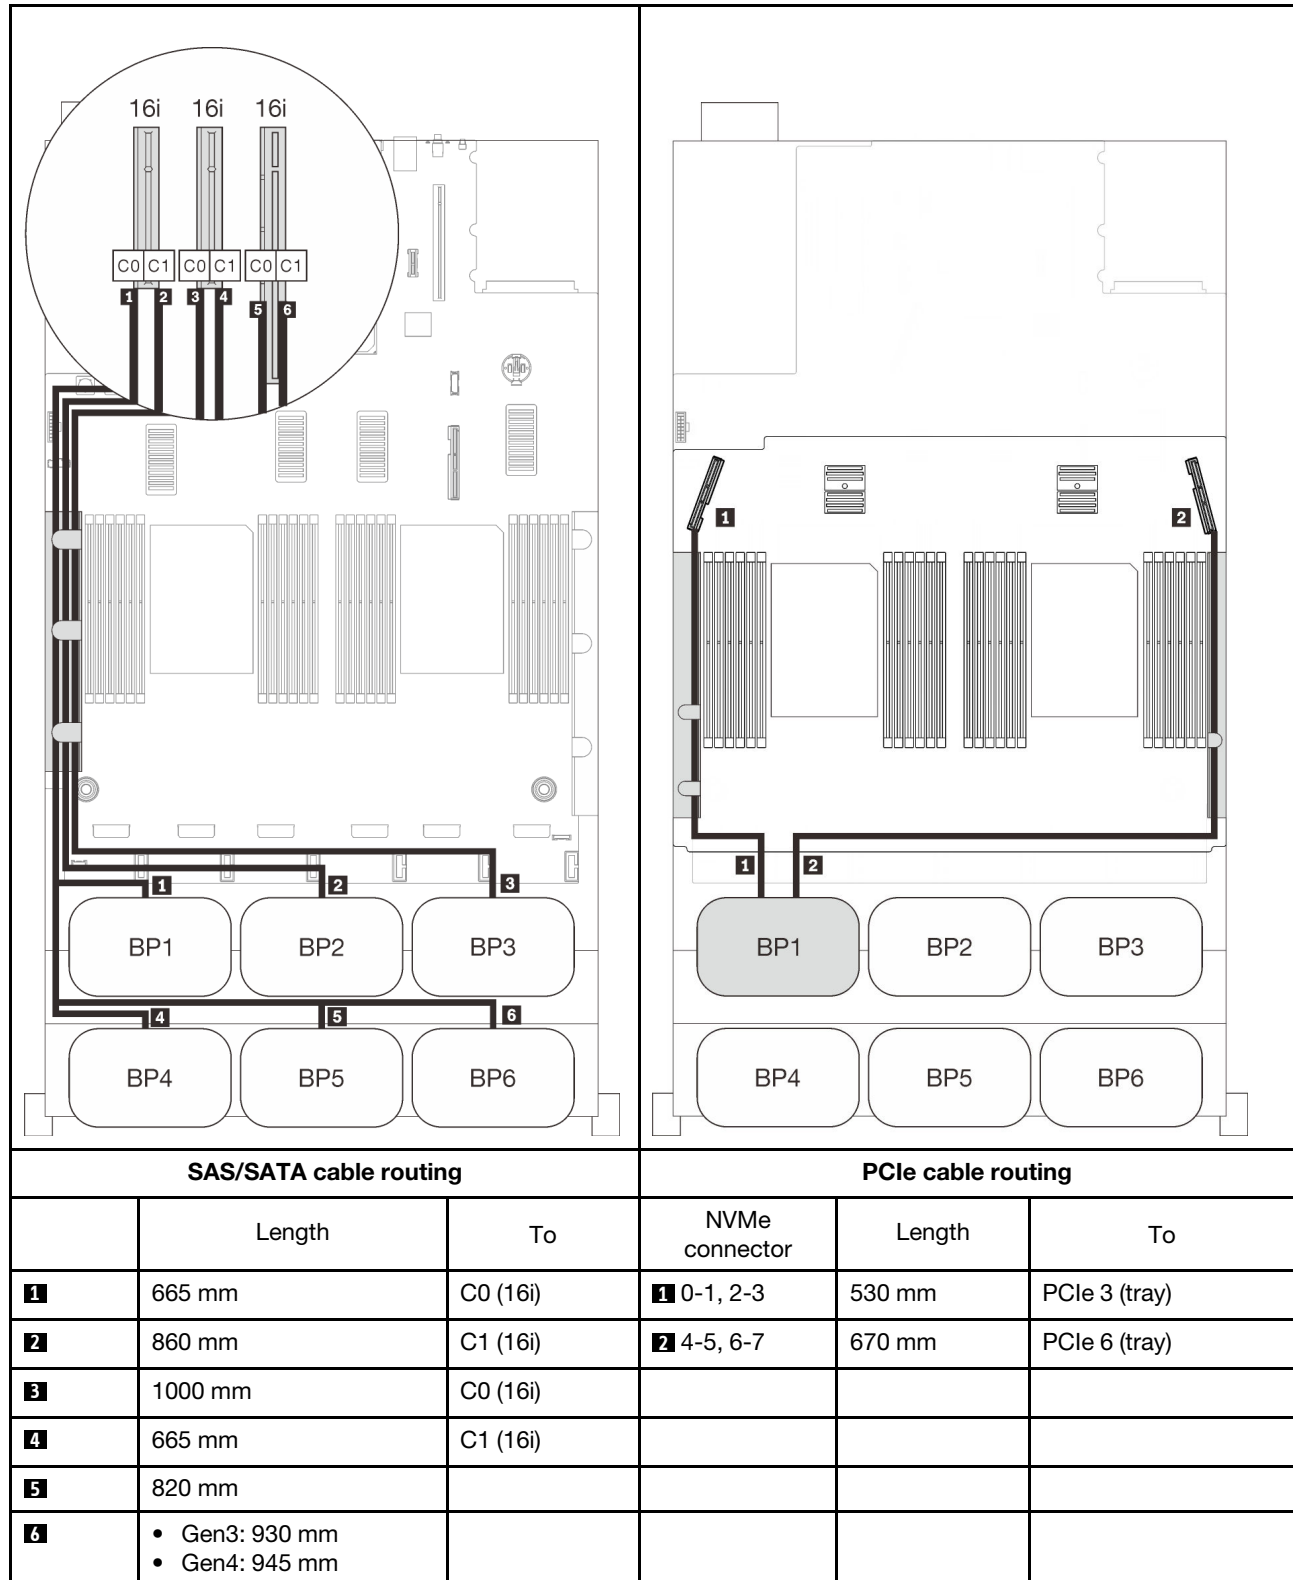 16i 16i 16i
C0 C1 C0 C1 C0 C1
1 2 3 4 5 6
1 2 3
BP1 BP2 BP3
4 5 6
BP4 BP5 BP6
1 2
1 2
BP1 BP2 BP3
BP4 BP5 BP6
SAS/SATA cable routing PCIe cable routing
Length To NVMe connector Length To
1 665 mm C0 (16i) 1 0-1, 2-3 530 mm PCIe 3 (tray)
2 860 mm C1 (16i) 2 4-5, 6-7 670 mm PCIe 6 (tray)
3 1000 mm C0 (16i)
4 665 mm C1 (16i)
5 820 mm
6 • Gen3: 930 mm
• Gen4: 945 mm